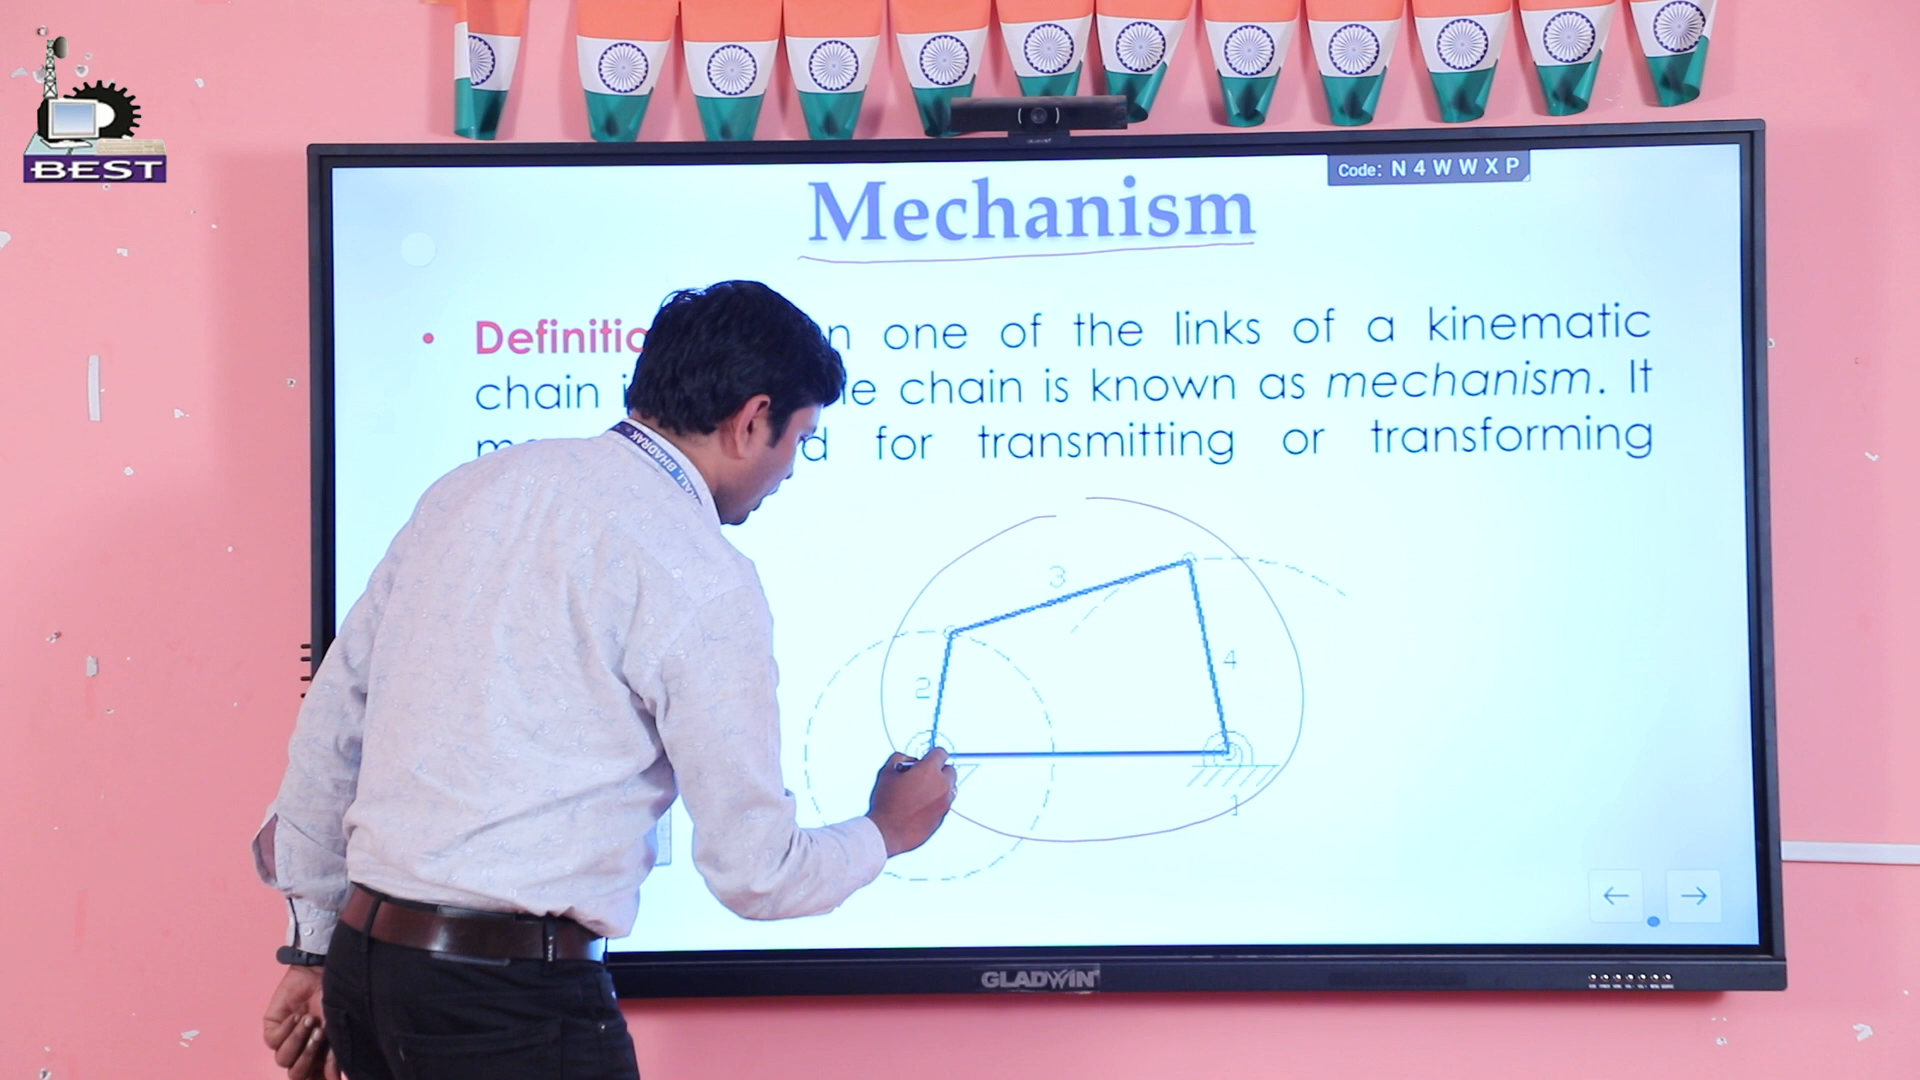 BEST
Code: N 4 W W X P
Mechanism
• one of the links of a kinematic
chain chain is known as mechanism. It
for transmitting or transforming
3
2
4
1
BHADRAK
GLADWIN